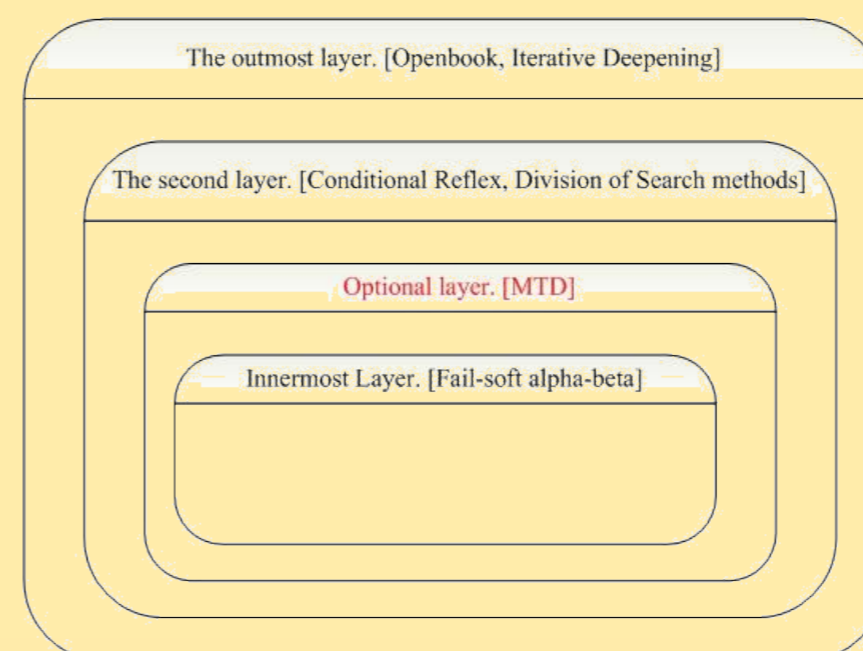 The outmost layer. [Openbook, Iterative Deepening]
The second layer. [Conditional Reflex, Division of Search methods]
Optional layer. [MTD]
Innermost Layer. [Fail-soft alpha-beta]